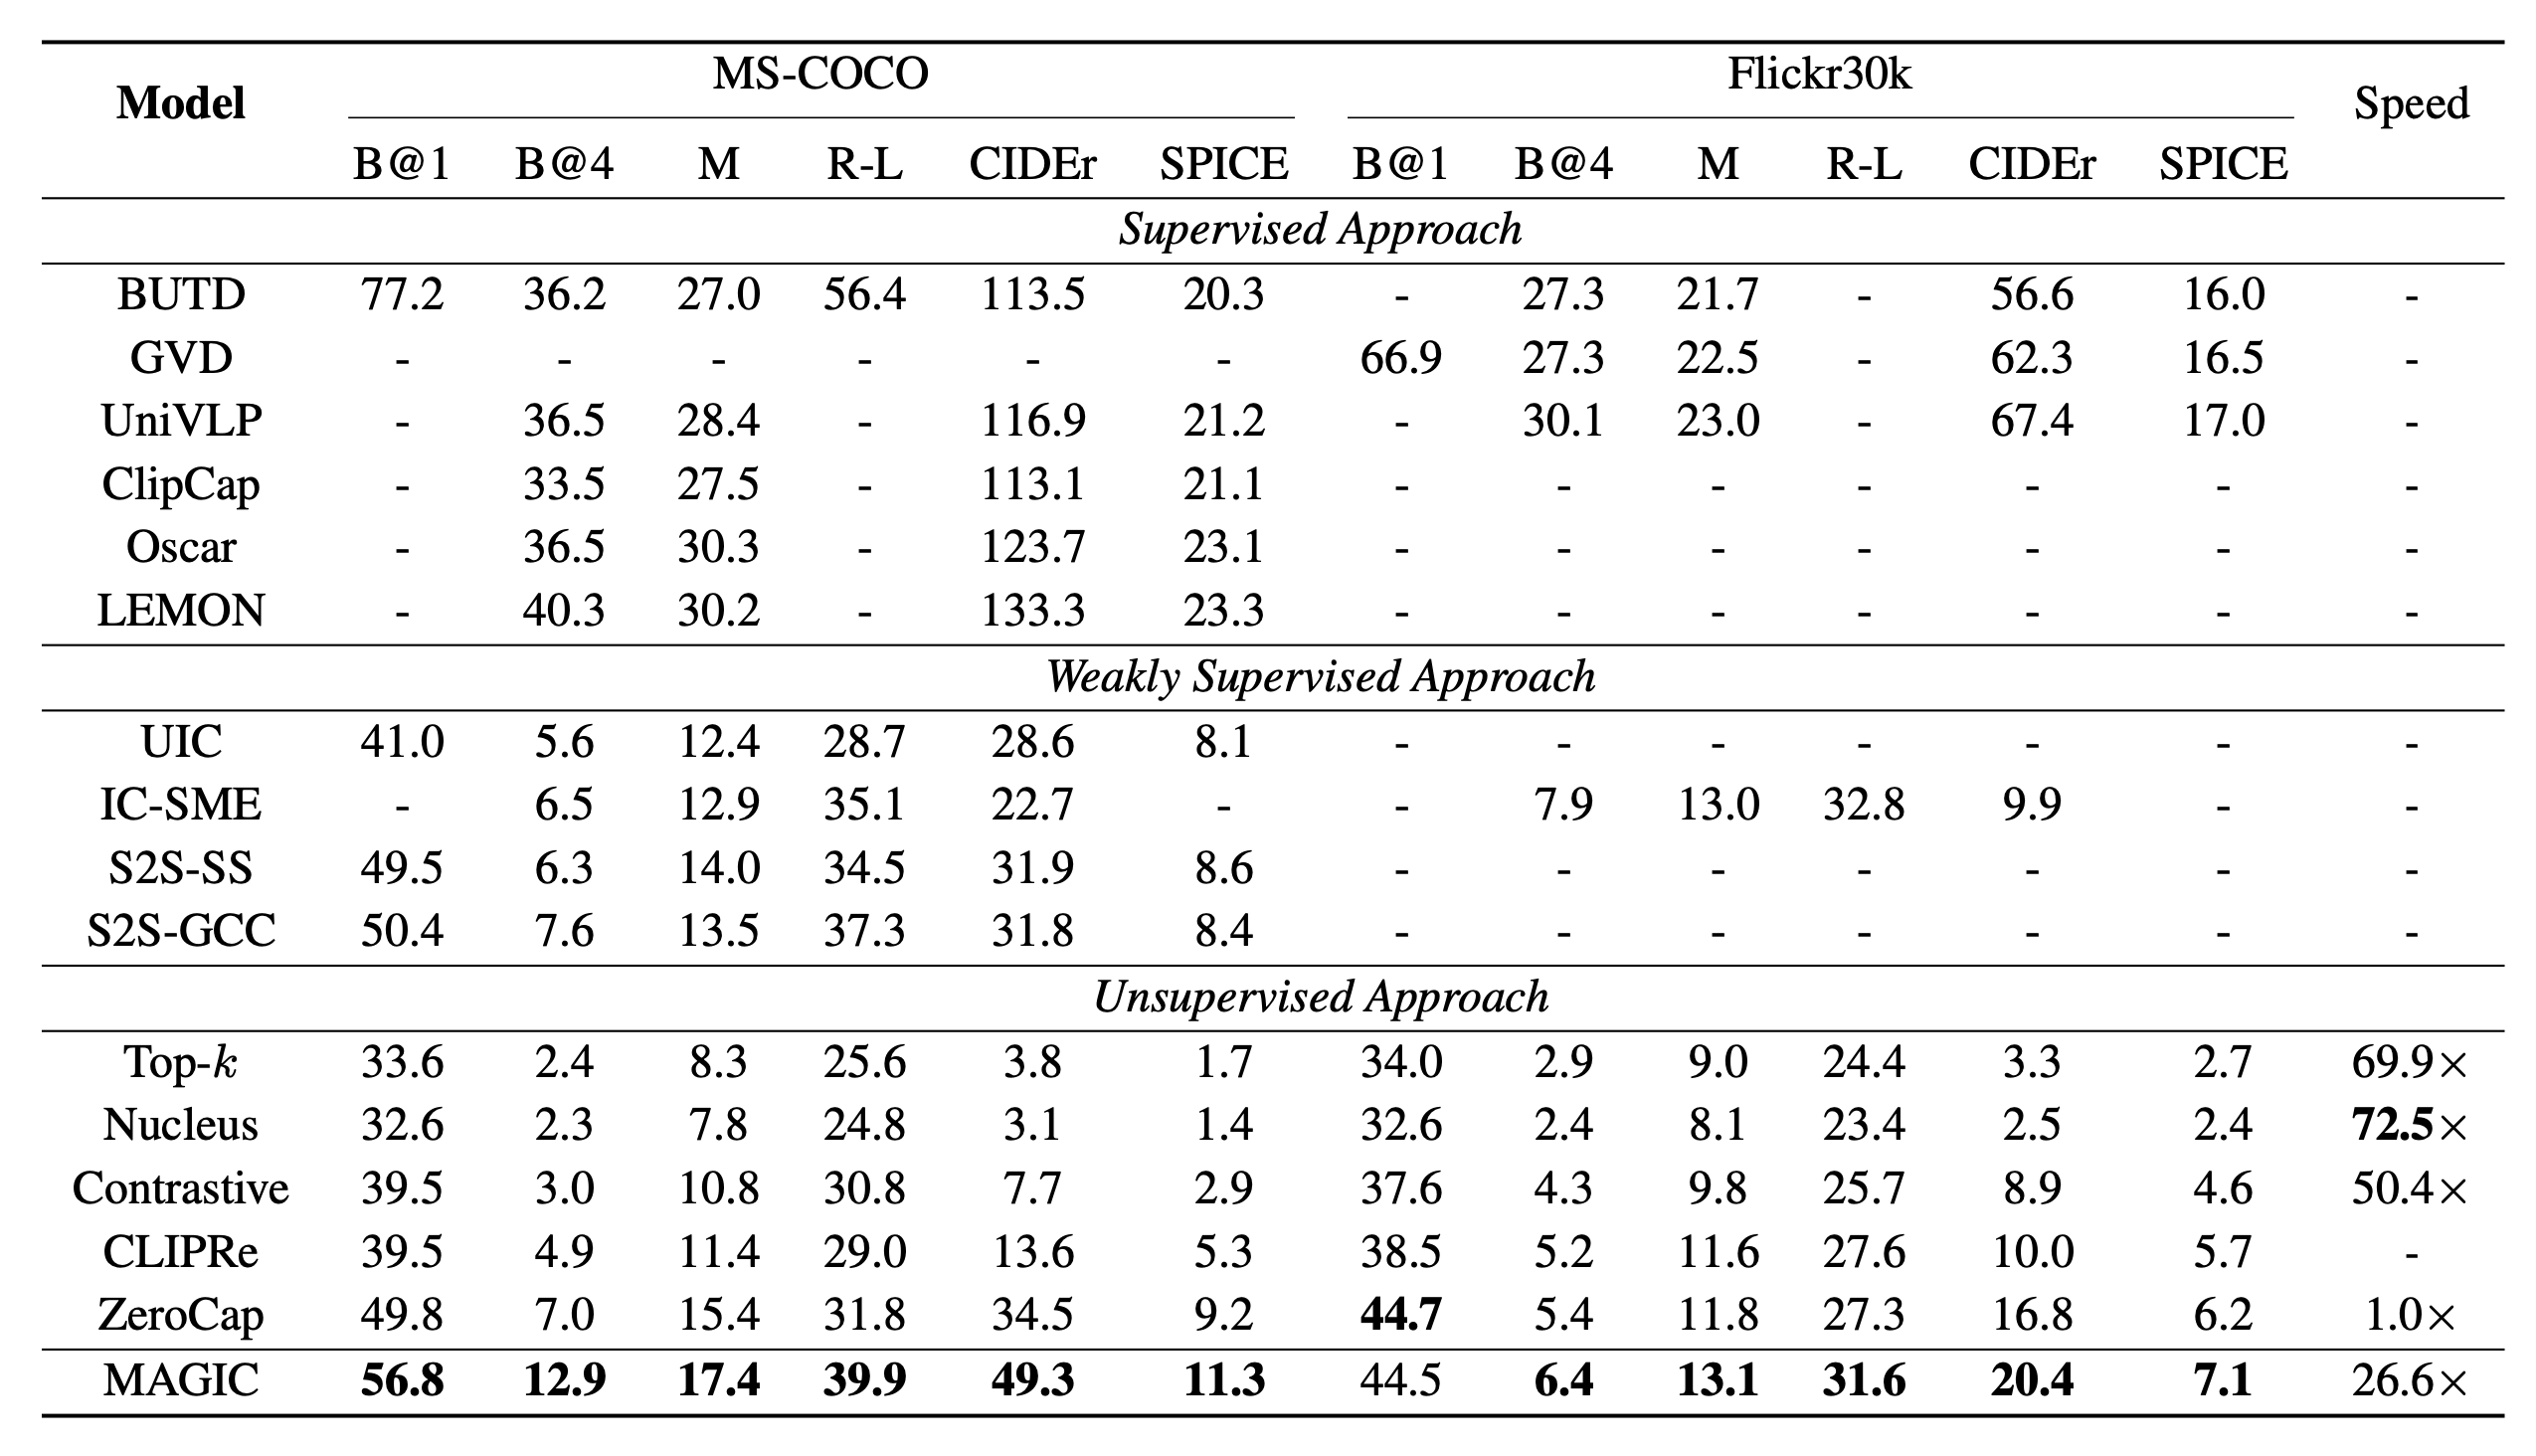 Model MS-COCO Flickr30k Speed
B@1 B@4 M R-L CIDEr SPICE B@1 B@4 M R-L CIDEr SPICE
Supervised Approach
BUTD 77.2 36.2 27.0 56.4 113.5 20.3 - 27.3 21.7 - 56.6 16.0 -
GVD - - - - - - 66.9 27.3 22.5 - 62.3 16.5 -
UniVLP - 36.5 28.4 - 116.9 21.2 - 30.1 23.0 - 67.4 17.0 -
ClipCap - 33.5 27.5 - 113.1 21.1 - - - - - - -
Oscar - 36.5 30.3 - 123.7 23.1 - - - - - - -
LEMON - 40.3 30.2 - 133.3 23.3 - - - - - - -
Weakly Supervised Approach
UIC 41.0 5.6 12.4 28.7 28.6 8.1 - - - - - - -
IC-SME - 6.5 12.9 35.1 22.7 - - 7.9 13.0 32.8 9.9 - -
S2S-SS 49.5 6.3 14.0 34.5 31.9 8.6 - - - - - - -
S2S-GCC 50.4 7.6 13.5 37.3 31.8 8.4 - - - - - - -
Unsupervised Approach
Top-k 33.6 2.4 8.3 25.6 3.8 1.7 34.0 2.9 9.0 24.4 3.3 2.7 69.9×
Nucleus 32.6 2.3 7.8 24.8 3.1 1.4 32.6 2.4 8.1 23.4 2.5 2.4 72.5×
Contrastive 39.5 3.0 10.8 30.8 7.7 2.9 37.6 4.3 9.8 25.7 8.9 4.6 50.4×
CLIPRe 39.5 4.9 11.4 29.0 13.6 5.3 38.5 5.2 11.6 27.6 10.0 5.7 -
ZeroCap 49.8 7.0 15.4 31.8 34.5 9.2 44.7 5.4 11.8 27.3 16.8 6.2 1.0×
MAGIC 56.8 12.9 17.4 39.9 49.3 11.3 44.5 6.4 13.1 31.6 20.4 7.1 26.6×